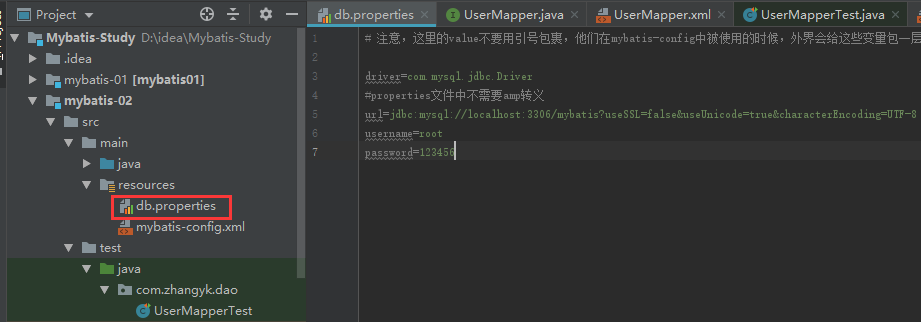 Project
Mybatis-Study D:\idea\Mybatis-Study
.idea
mybatis-01 [mybatis01]
mybatis-02
src
main
java
resources
db.properties
mybatis-config.xml
test
java
com.zhangyk.dao
UserMapperTest
db.properties UserMapper.java UserMapper.xml UserMapperTest.java
1 # 注意，这里的value不要用引号包裹，他们在mybatis-config中被使用的时候，外界会给这些变量包一层
2
3 driver=com.mysql.jdbc.Driver
4 #properties文件中不需要amp转义
5 url=jdbc:mysql://localhost:3306/mybatis?useSSL=false&useUnicode=true&characterEncoding=UTF-8
6 username=root
7 password=123456